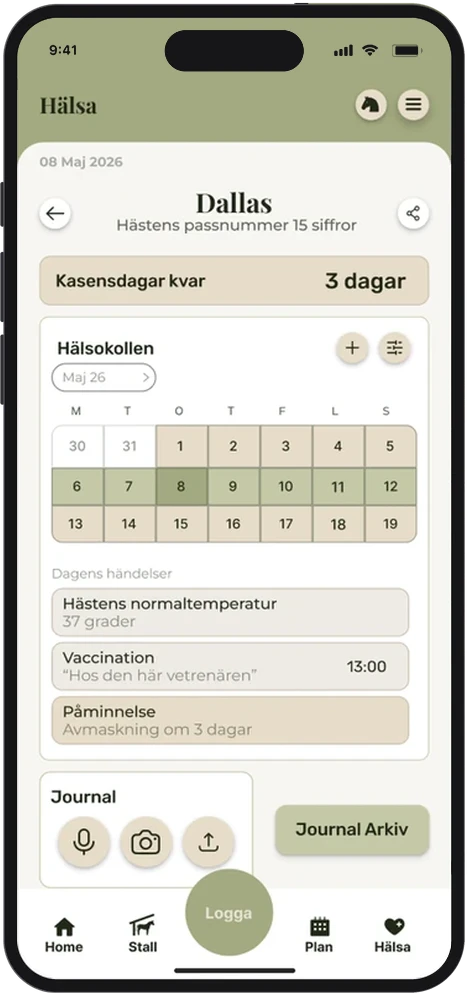 9:41
Hälsa
08 Maj 2026
Dallas
Hästens passnummer 15 siffror
Kasensdagar kvar 3 dagar
Hälsokollen
Maj 26
M T O T F L S
30 31 1 2 3 4 5
6 7 8 9 10 11 12
13 14 15 16 17 18 19
Dagens händelser
Hästens normaltemperatur
37 grader
Vaccination 13:00
“Hos den här vetrenären”
Påminnelse
Avmaskning om 3 dagar
Journal
Journal Arkiv
Logga
Home Stall Plan Hälsa